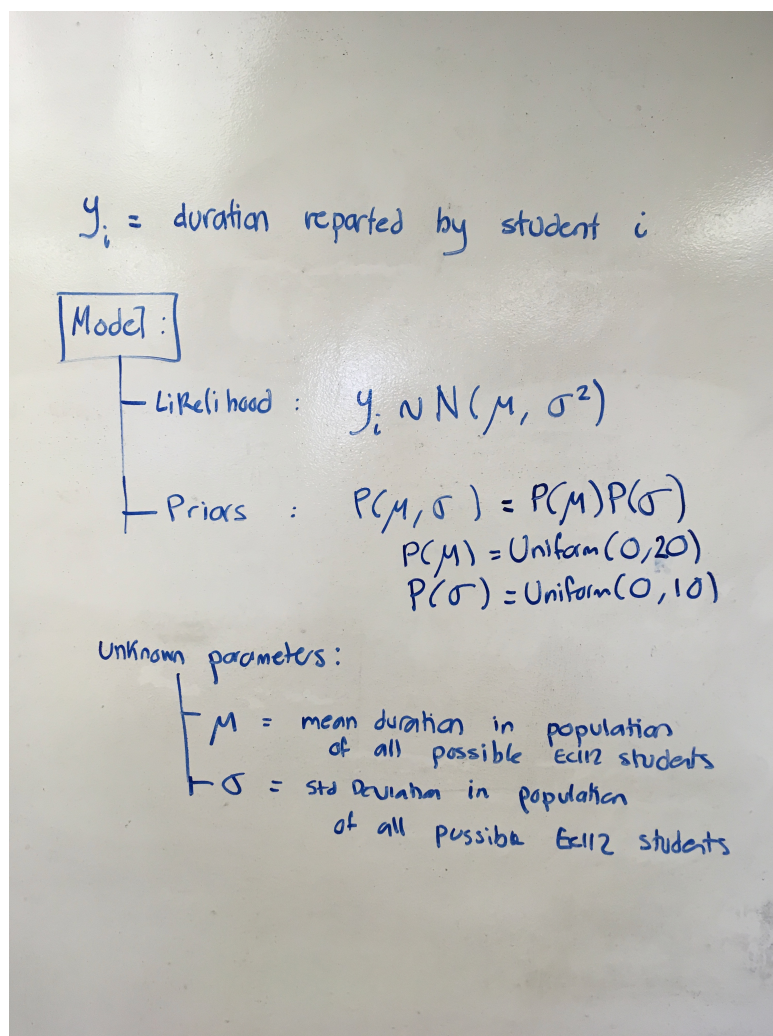 yᵢ = duration reported by student i
Model :
Likelihood : yᵢ ~ N(μ, σ²)
Priors : P(μ, σ) = P(μ)P(σ)
P(μ) = Uniform(0,20)
P(σ) = Uniform(0,10)
Unknown parameters:
μ = mean duration in population
of all possible Ec112 students
σ = Std Deviation in population
of all possible Ec112 students